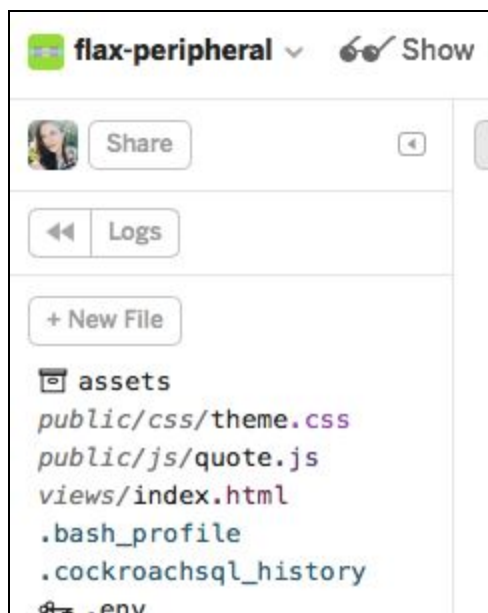 flax-peripheral Show
Share
Logs
+ New File
assets
public/css/theme.css
public/js/quote.js
views/index.html
.bash_profile
.cockroachsql_history
.env